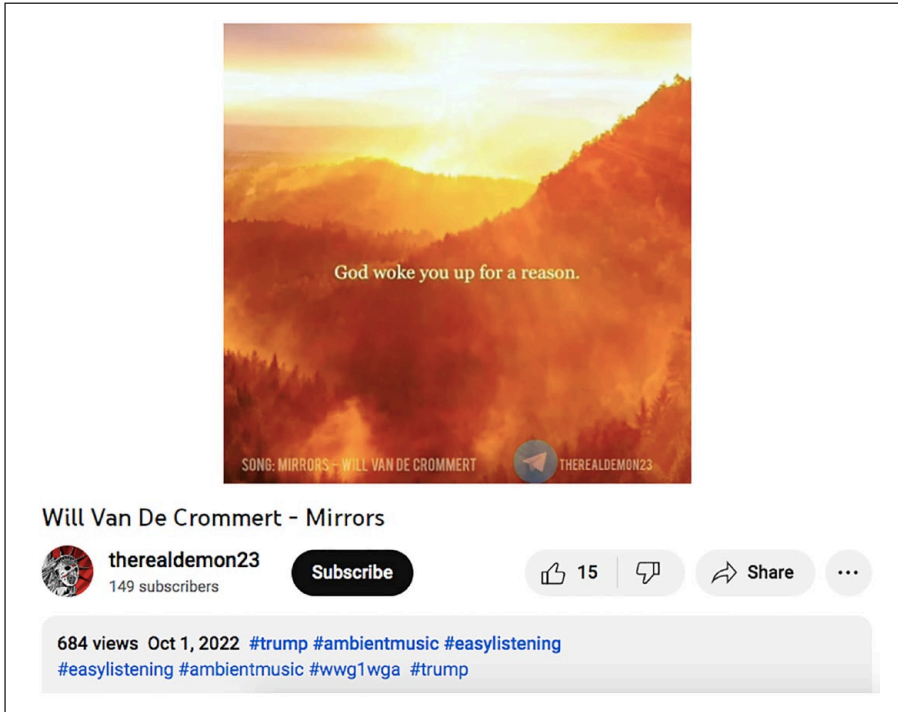 God woke you up for a reason.
SONG: MIRRORS - WILL VAN DE CROMMERT
THEREALDEMON23
Will Van De Crommert - Mirrors
therealdemon23
149 subscribers
Subscribe
15
Share
684 views Oct 1, 2022 #trump #ambientmusic #easylistening
#easylistening #ambientmusic #wwg1wga #trump